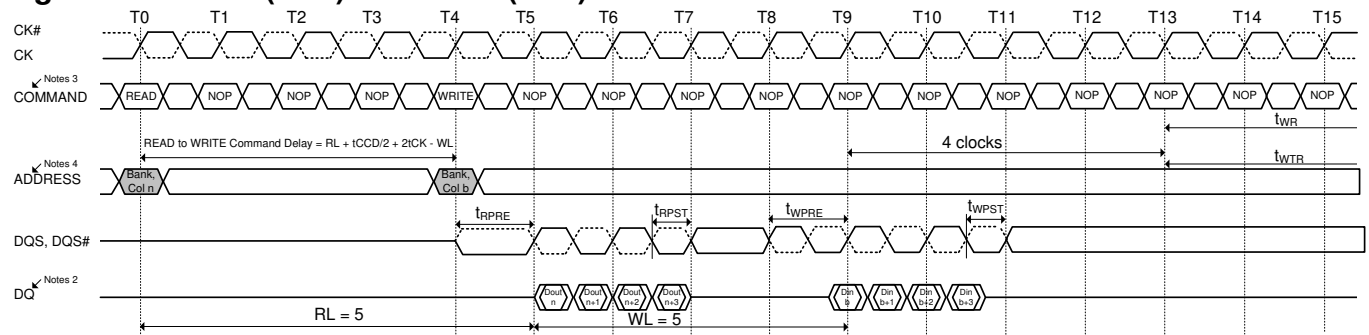 T0 T1 T2 T3 T4 T5 T6 T7 T8 T9 T10 T11 T12 T13 T14 T15
CK#
CK
Notes 3
COMMAND READ NOP NOP NOP WRITE NOP NOP NOP NOP NOP NOP NOP NOP NOP NOP NOP
tWR
READ to WRITE Command Delay = RL + tCCD/2 + 2tCK - WL
4 clocks
tWTR
Notes 4
ADDRESS Bank, Col n Bank, Col b
tRPRE tRPST tWPRE tWPST
DQS, DQS#
Notes 2
DQ Dout n Dout n+1 Dout n+2 Dout n+3 Din b Din b+1 Din b+2 Din b+3
RL = 5 WL = 5